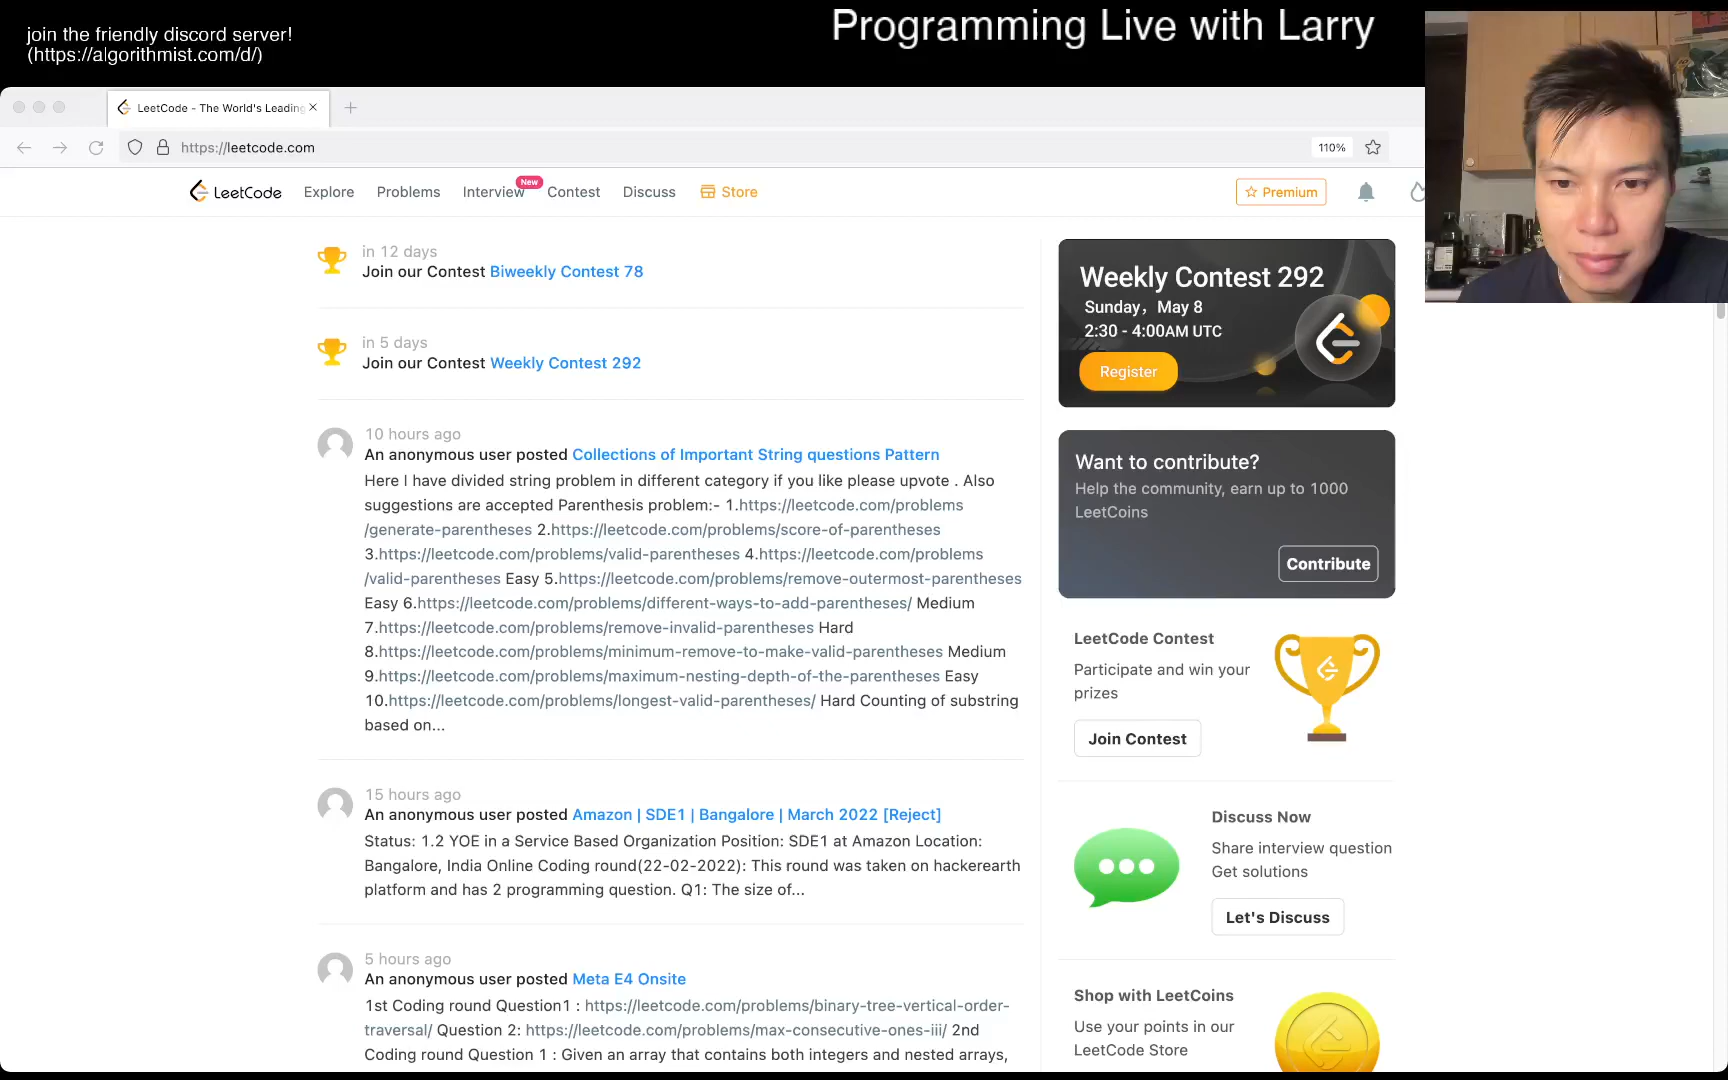 join the friendly discord server!
(https://algorithmist.com/d/)
Programming Live with Larry
LeetCode - The World's Leading
https://leetcode.com
110%
LeetCode
Explore
Problems
Interview
New
Contest
Discuss
Store
Premium
in 12 days
Join our Contest Biweekly Contest 78
in 5 days
Join our Contest Weekly Contest 292
10 hours ago
An anonymous user posted Collections of Important String questions Pattern
Here I have divided string problem in different category if you like please upvote . Also
suggestions are accepted Parenthesis problem:- 1.https://leetcode.com/problems
/generate-parentheses 2.https://leetcode.com/problems/score-of-parentheses
3.https://leetcode.com/problems/valid-parentheses 4.https://leetcode.com/problems
/valid-parentheses Easy 5.https://leetcode.com/problems/remove-outermost-parentheses
Easy 6.https://leetcode.com/problems/different-ways-to-add-parentheses/ Medium
7.https://leetcode.com/problems/remove-invalid-parentheses Hard
8.https://leetcode.com/problems/minimum-remove-to-make-valid-parentheses Medium
9.https://leetcode.com/problems/maximum-nesting-depth-of-the-parentheses Easy
10.https://leetcode.com/problems/longest-valid-parentheses/ Hard Counting of substring
based on...
15 hours ago
An anonymous user posted Amazon | SDE1 | Bangalore | March 2022 [Reject]
Status: 1.2 YOE in a Service Based Organization Position: SDE1 at Amazon Location:
Bangalore, India Online Coding round(22-02-2022): This round was taken on hackerearth
platform and has 2 programming question. Q1: The size of...
5 hours ago
An anonymous user posted Meta E4 Onsite
1st Coding round Question1 : https://leetcode.com/problems/binary-tree-vertical-order-
traversal/ Question 2: https://leetcode.com/problems/max-consecutive-ones-iii/ 2nd
Coding round Question 1 : Given an array that contains both integers and nested arrays,
Weekly Contest 292
Sunday, May 8
2:30 - 4:00AM UTC
Register
Want to contribute?
Help the community, earn up to 1000
LeetCoins
Contribute
LeetCode Contest
Participate and win your
prizes
Join Contest
Discuss Now
Share interview question
Get solutions
Let's Discuss
Shop with LeetCoins
Use your points in our
LeetCode Store